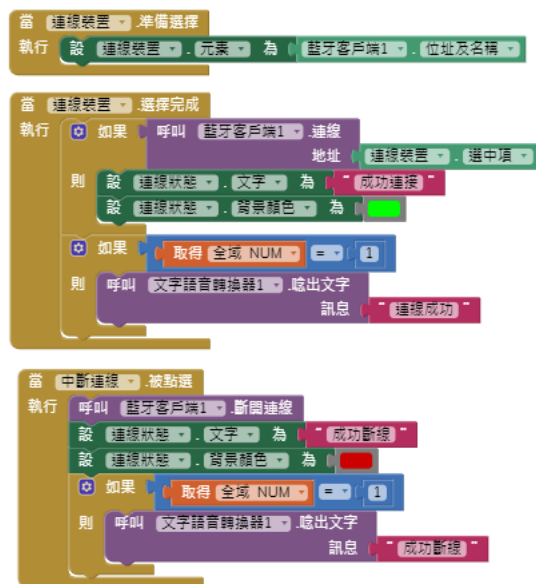 當 連線裝置 .準備選擇
執行 設 連線裝置 . 元素 為 藍牙客戶端1 . 位址及名稱
當 連線裝置 .選擇完成
執行 如果 呼叫 藍牙客戶端1 .連線
地址 連線裝置 . 選中項
則 設 連線狀態 . 文字 為 " 成功連接 "
設 連線狀態 . 背景顏色 為
如果 取得 全域 NUM = 1
則 呼叫 文字語音轉換器1 .唸出文字
訊息 " 連線成功 "
當 中斷連線 .被點選
執行 呼叫 藍牙客戶端1 .斷開連線
設 連線狀態 . 文字 為 " 成功斷線 "
設 連線狀態 . 背景顏色 為
如果 取得 全域 NUM = 1
則 呼叫 文字語音轉換器1 .唸出文字
訊息 " 成功斷線 "